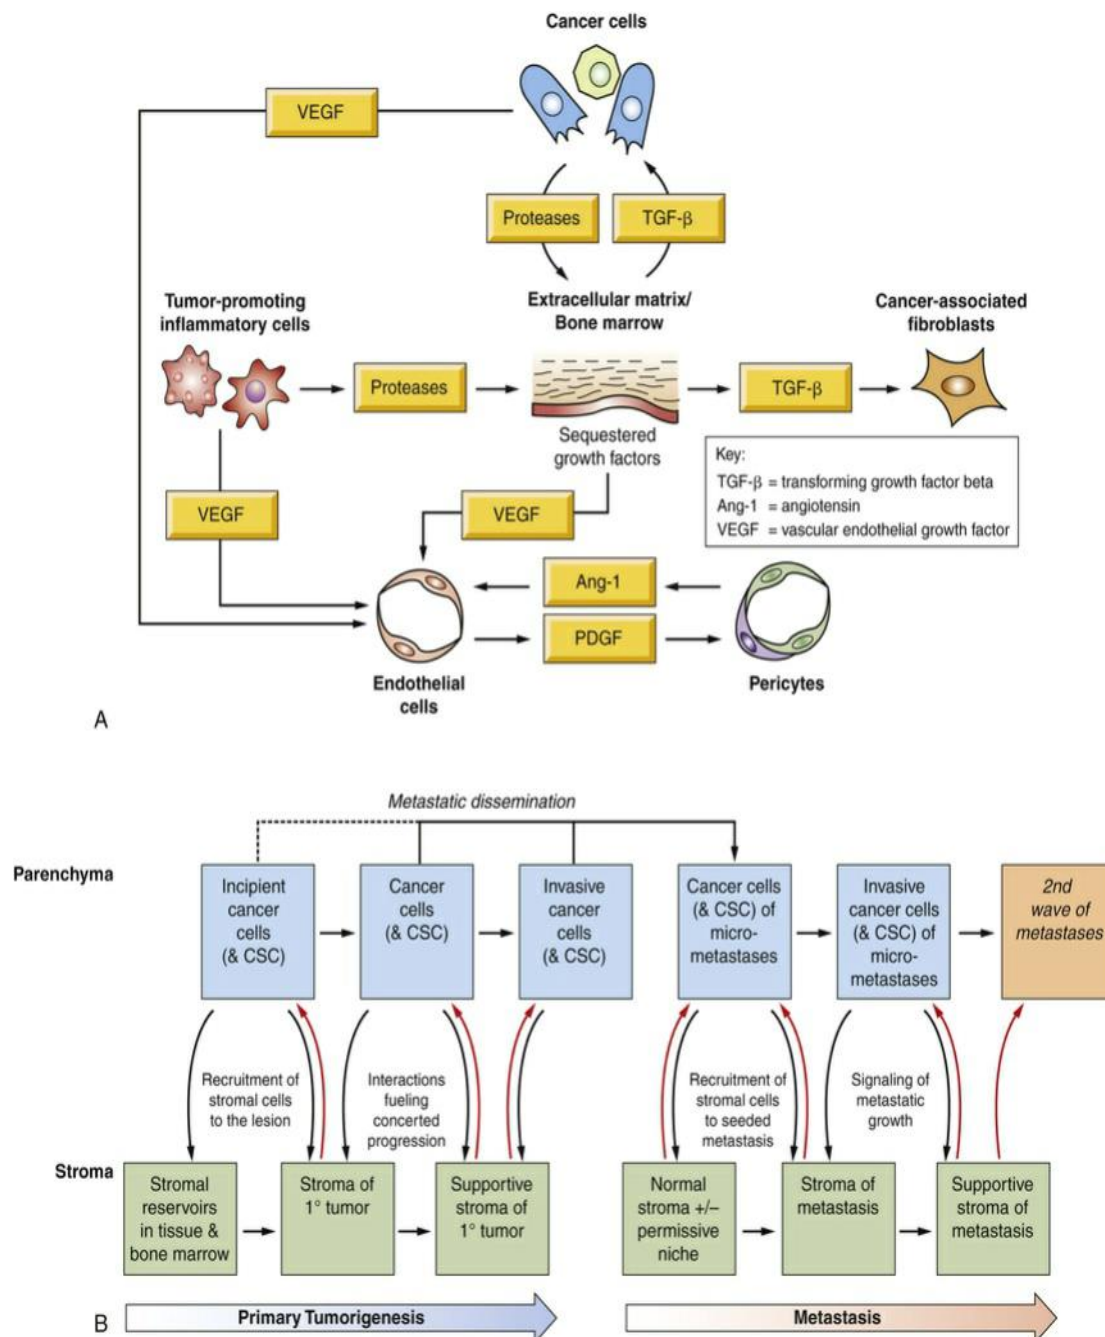 Cancer cells
VEGF
Proteases
TGF-β
Tumor-promoting
inflammatory cells
Extracellular matrix/
Bone marrow
Cancer-associated
fibroblasts
Proteases
TGF-β
Sequestered
growth factors
Key:
TGF-β = transforming growth factor beta
Ang-1 = angiotensin
VEGF = vascular endothelial growth factor
VEGF
VEGF
Ang-1
PDGF
Endothelial
cells
Pericytes
A
Metastatic dissemination
Parenchyma
Incipient
cancer
cells
(& CSC)
Cancer
cells
(& CSC)
Invasive
cancer
cells
(& CSC)
Cancer cells
(& CSC) of
micro-
metastases
Invasive
cancer cells
(& CSC) of
micro-
metastases
2nd
wave of
metastases
Recruitment of
stromal cells
to the lesion
Interactions
fueling
concerted
progression
Recruitment of
stromal cells
to seeded
metastasis
Signaling of
metastatic
growth
Stroma
Stromal
reservoirs
in tissue &
bone marrow
Stroma of
1° tumor
Supportive
stroma of
1° tumor
Normal
stroma +/–
permissive
niche
Stroma of
metastasis
Supportive
stroma of
metastasis
B
Primary Tumorigenesis
Metastasis